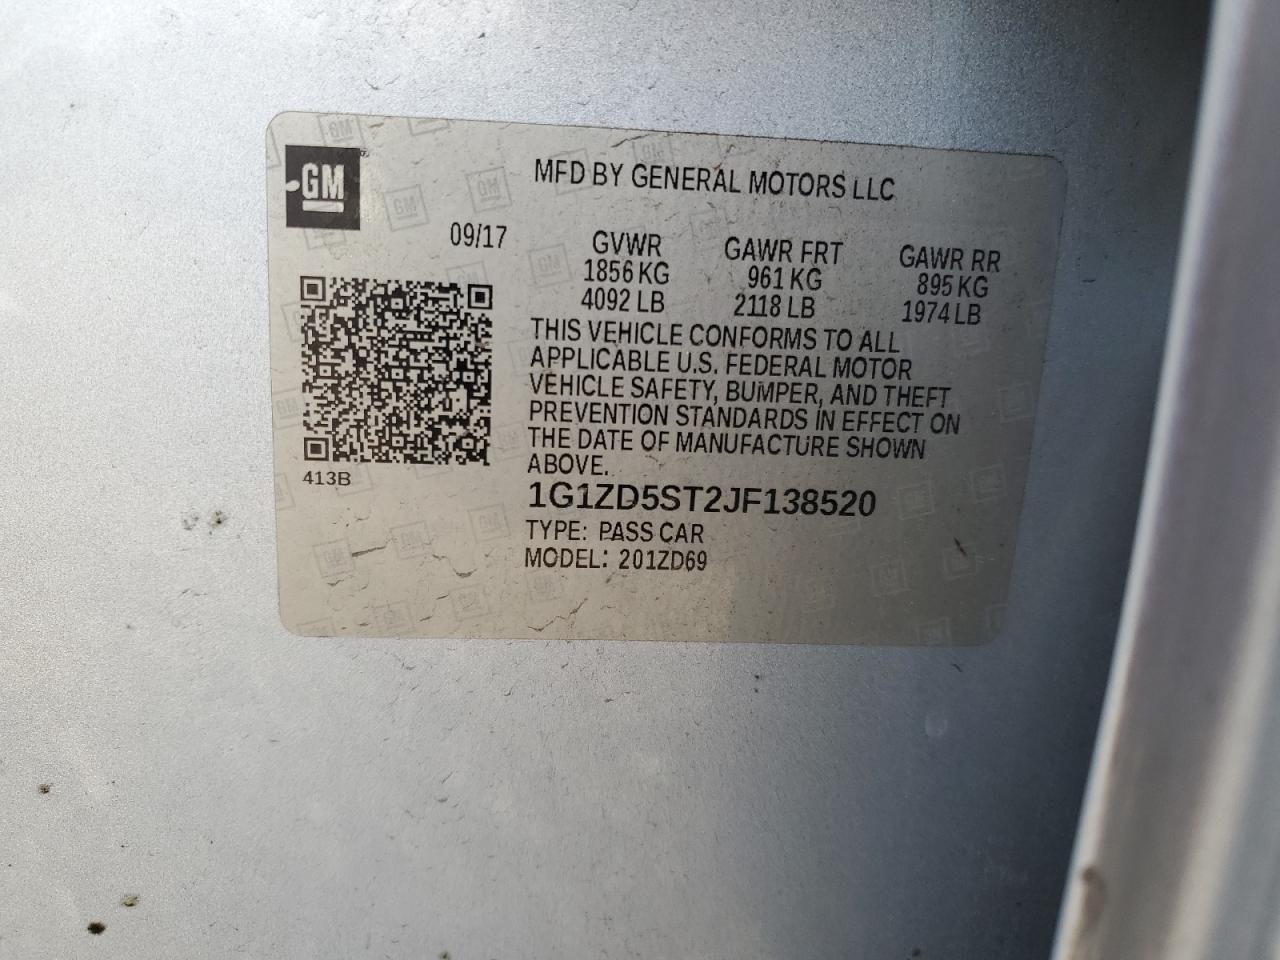 GM
MFD BY GENERAL MOTORS LLC
09/17
GVWR GAWR FRT GAWR RR
1856 KG 961 KG 895 KG
4092 LB 2118 LB 1974 LB
THIS VEHICLE CONFORMS TO ALL
APPLICABLE U.S. FEDERAL MOTOR
VEHICLE SAFETY, BUMPER, AND THEFT
PREVENTION STANDARDS IN EFFECT ON
THE DATE OF MANUFACTURE SHOWN
ABOVE.
413B
1G1ZD5ST2JF138520
TYPE: PASS CAR
MODEL: 201ZD69